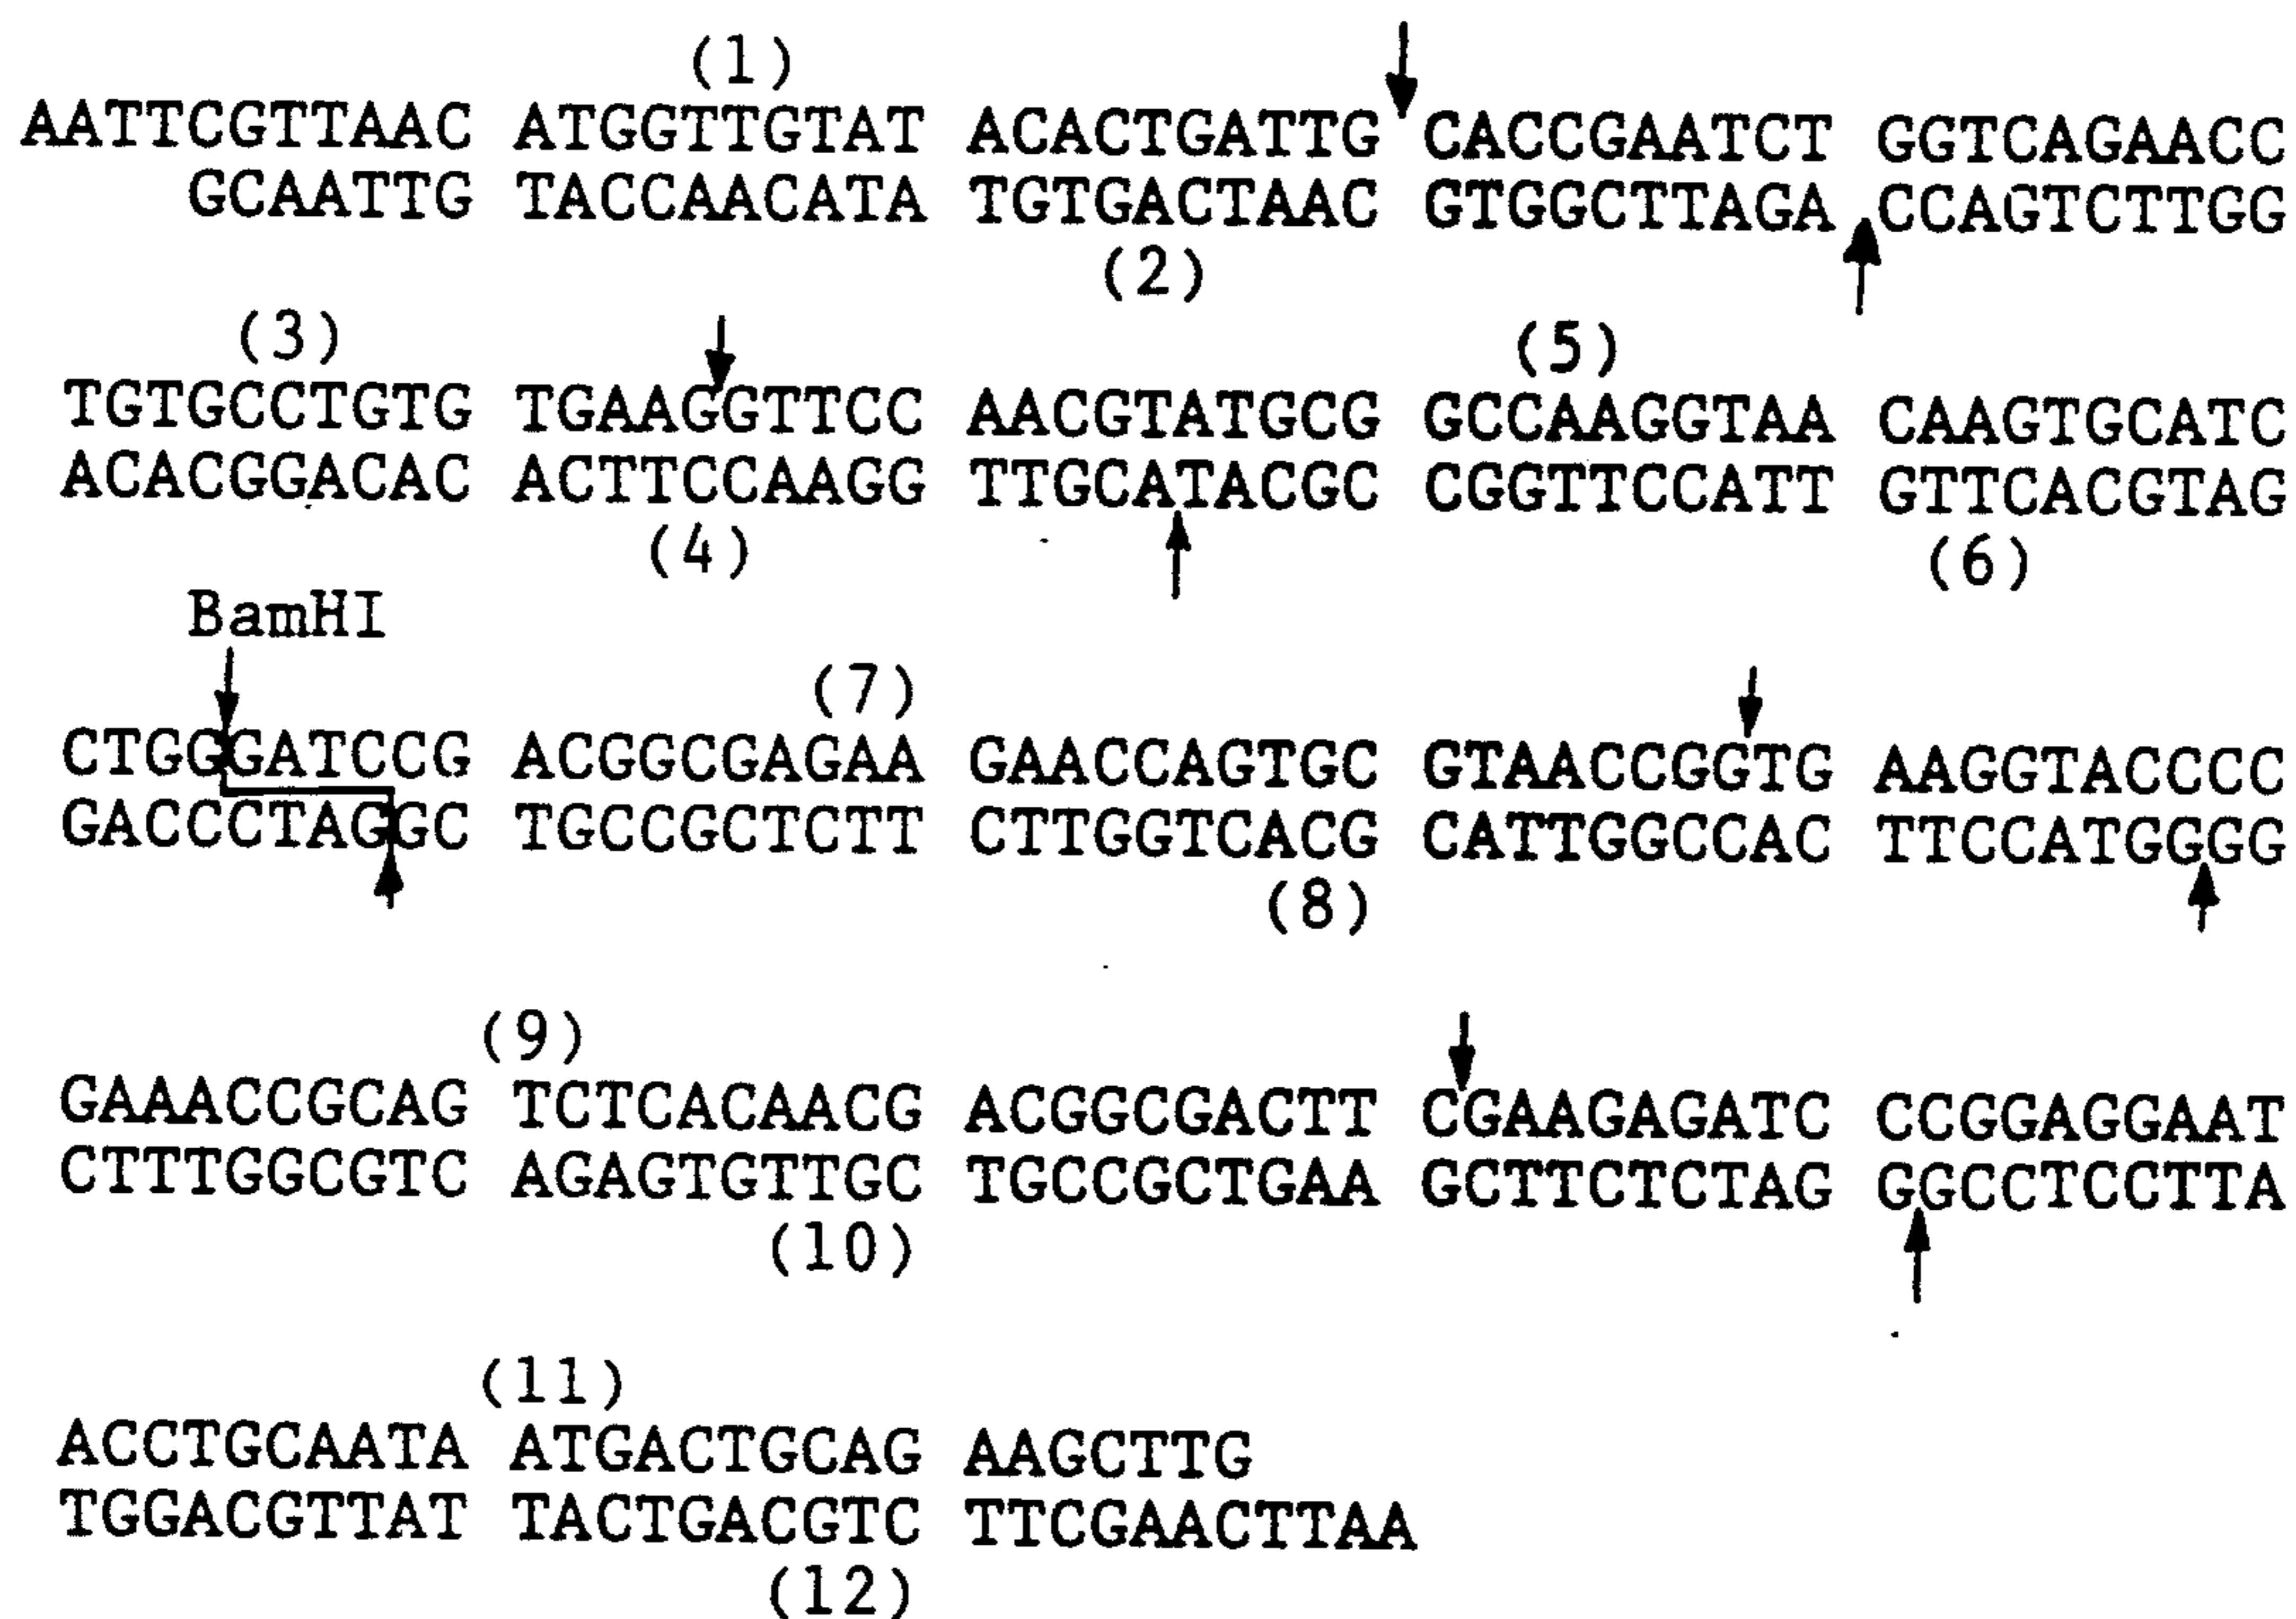 (1)
AATTCGTTAAC ATGGTTGTAT ACACTGATTG CACCGAATCT GGTCAGAACC
GCAATTG TACCAACATA TGTGACTAAC GTGGCTTAGA CCAGTCTTGG
(2)
(3) (5)
TGTGCCTGTG TGAAGGTTCC AACGTATGCG GCCAAGGTAA CAAGTGCATC
ACACGGACAC ACTTCCAAGG TTGCATACGC CGGTTCCATT GTTCACGTAG
(4) (6)
BamHI
(7)
CTGGGATCCG ACGGCGAGAA GAACCAGTGC GTAACCGGTG AAGGTACCCC
GACCCTAGGC TGCCGCTCTT CTTGGTCACG CATTGGCCAC TTCCATGGGG
(8)
(9)
GAAACCGCAG TCTCACAACG ACGGCGACTT CGAAGAGATC CCGGAGGAAT
CTTTGGCGTC AGAGTGTTGC TGCCGCTGAA GCTTCTCTAG GGCCTCCTTA
(10)
(11)
ACCTGCAATA ATGACTGCAG AAGCTTG
TGGACGTTAT TACTGACGTC TTCGAACTTAA
(12)